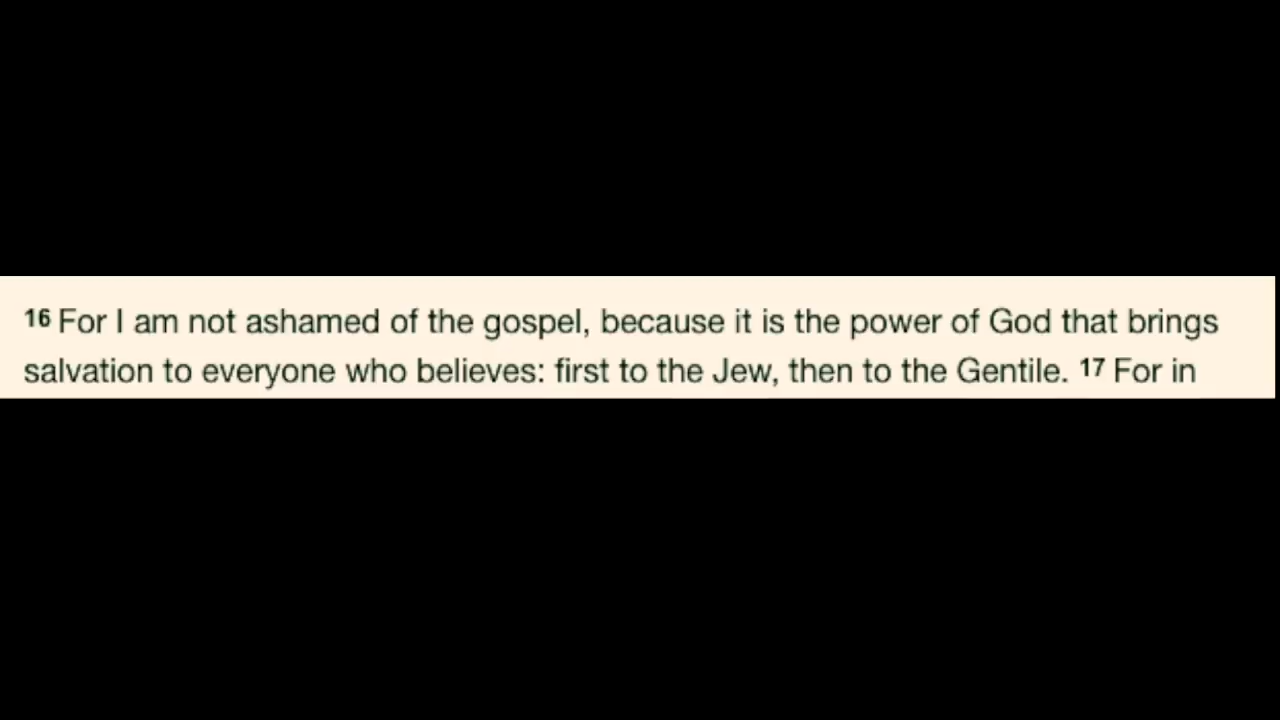 16 For I am not ashamed of the gospel, because it is the power of God that brings
salvation to everyone who believes: first to the Jew, then to the Gentile. 17 For in